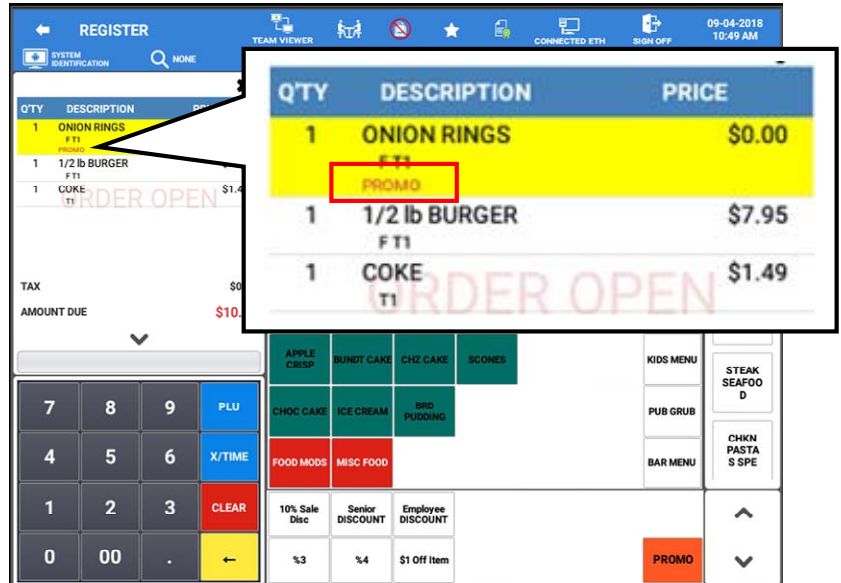 REGISTER
TEAM VIEWER
CONNECTED ETH
SIGN OFF
09-04-2018
10:49 AM
SYSTEM
IDENTIFICATION
NONE
Q'TY DESCRIPTION
1 ONION RINGS
F T1
PROMO
1 1/2 lb BURGER
F T1
1 COKE $1.4
T1
ORDER OPEN
TAX $0
AMOUNT DUE $10.
Q'TY DESCRIPTION PRICE
1 ONION RINGS $0.00
F T1
PROMO
1 1/2 lb BURGER $7.95
F T1
1 COKE $1.49
T1
ORDER OPEN
APPLE
CRISP
BUNDT CAKE
CHZ CAKE
SCONES
KIDS MENU
STEAK
SEAFOO
D
CHOC CAKE
ICE CREAM
BRD
PUDDING
PUB GRUB
CHKN
PASTA
S SPE
FOOD MODS
MISC FOOD
BAR MENU
7 8 9 PLU
4 5 6 X/TIME
1 2 3 CLEAR
0 00 . ←
10% Sale
Disc
Senior
DISCOUNT
Employee
DISCOUNT
%3
%4
$1 Off Item
PROMO